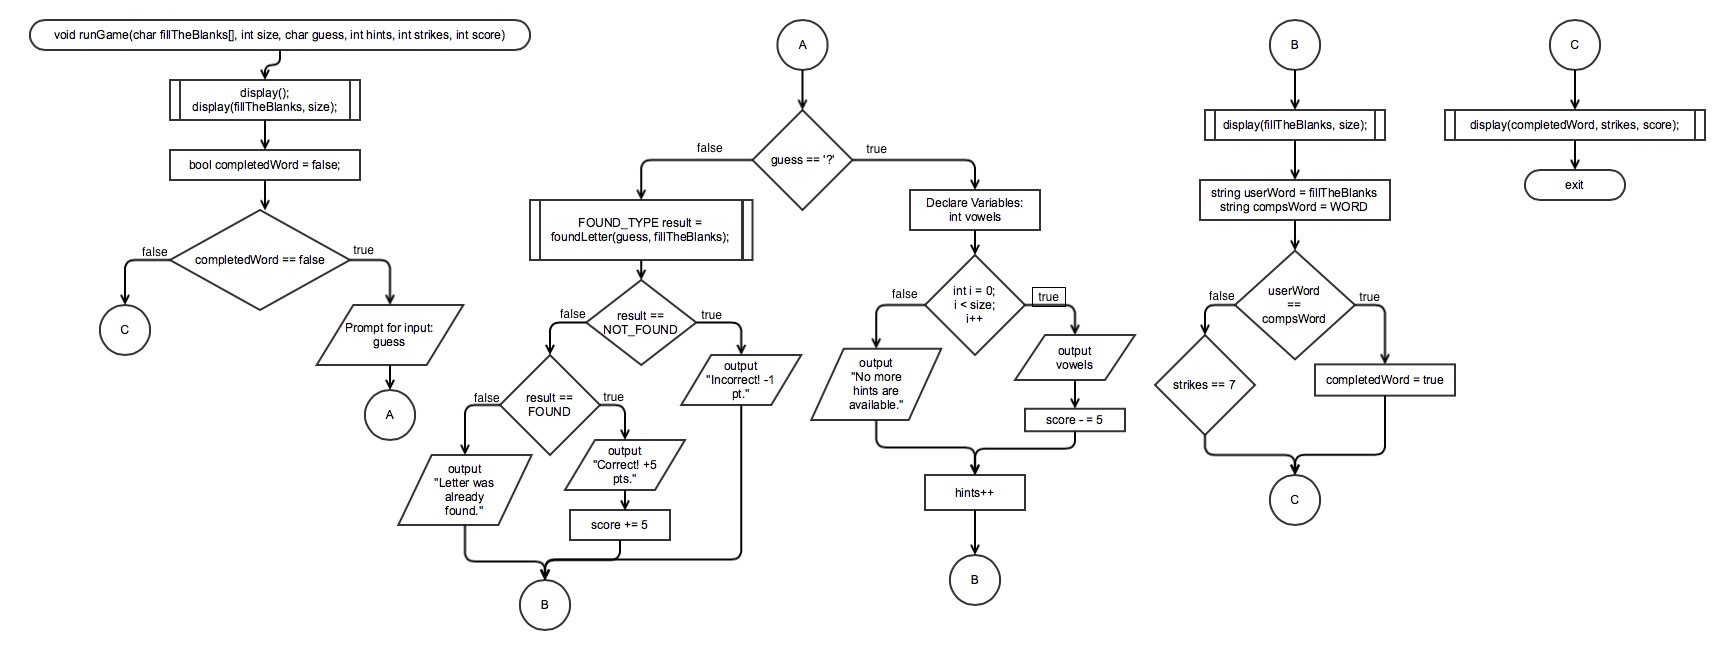 void runGame(char fillTheBlanks[], int size, char guess, int hints, int strikes, int score)
display();
display(fillTheBlanks, size);
bool completedWord = false;
completedWord == false
false
true
C
Prompt for input:
guess
A
A
guess == '?'
false
true
FOUND_TYPE result =
foundLetter(guess, fillTheBlanks);
result ==
NOT_FOUND
false
true
result ==
FOUND
false
true
output
"Incorrect! -1
pt."
output
"Letter was
already
found."
output
"Correct! +5
pts."
score += 5
B
Declare Variables:
int vowels
int i = 0;
i < size;
i++
false
true
output
"No more
hints are
available."
output
vowels
score - = 5
hints++
B
B
display(fillTheBlanks, size);
string userWord = fillTheBlanks
string compsWord = WORD
userWord
==
compsWord
false
true
strikes == 7
completedWord = true
C
C
display(completedWord, strikes, score);
exit